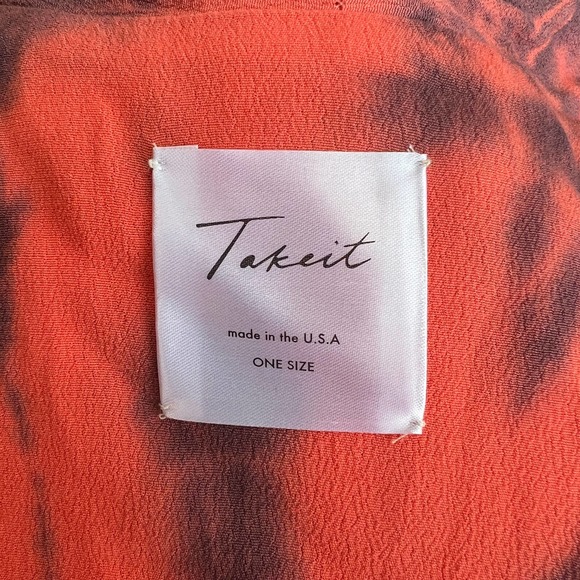 Takeit
made in the U.S.A
ONE SIZE